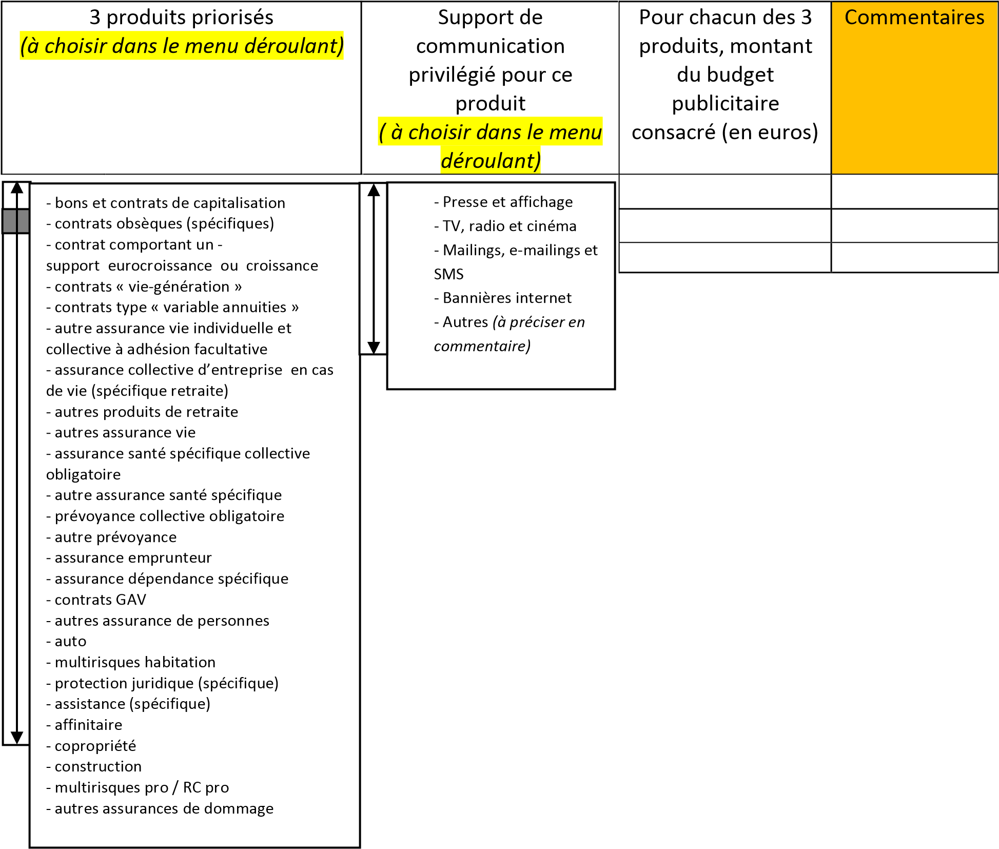 3 produits priorisés
(à choisir dans le menu déroulant)
Support de
communication
privilégié pour ce
produit
( à choisir dans le menu
déroulant)
Pour chacun des 3
produits, montant
du budget
publicitaire
consacré (en euros)
Commentaires
- bons et contrats de capitalisation
- contrats obsèques (spécifiques)
- contrat comportant un -
support eurocroissance ou croissance
- contrats « vie-génération »
- contrats type « variable annuities »
- autre assurance vie individuelle et
collective à adhésion facultative
- assurance collective d’entreprise en cas
de vie (spécifique retraite)
- autres produits de retraite
- autres assurance vie
- assurance santé spécifique collective
obligatoire
- autre assurance santé spécifique
- prévoyance collective obligatoire
- autre prévoyance
- assurance emprunteur
- assurance dépendance spécifique
- contrats GAV
- autres assurance de personnes
- auto
- multirisques habitation
- protection juridique (spécifique)
- assistance (spécifique)
- affinitaire
- copropriété
- construction
- multirisques pro / RC pro
- autres assurances de dommage
- Presse et affichage
- TV, radio et cinéma
- Mailings, e-mailings et
SMS
- Bannières internet
- Autres (à préciser en
commentaire)